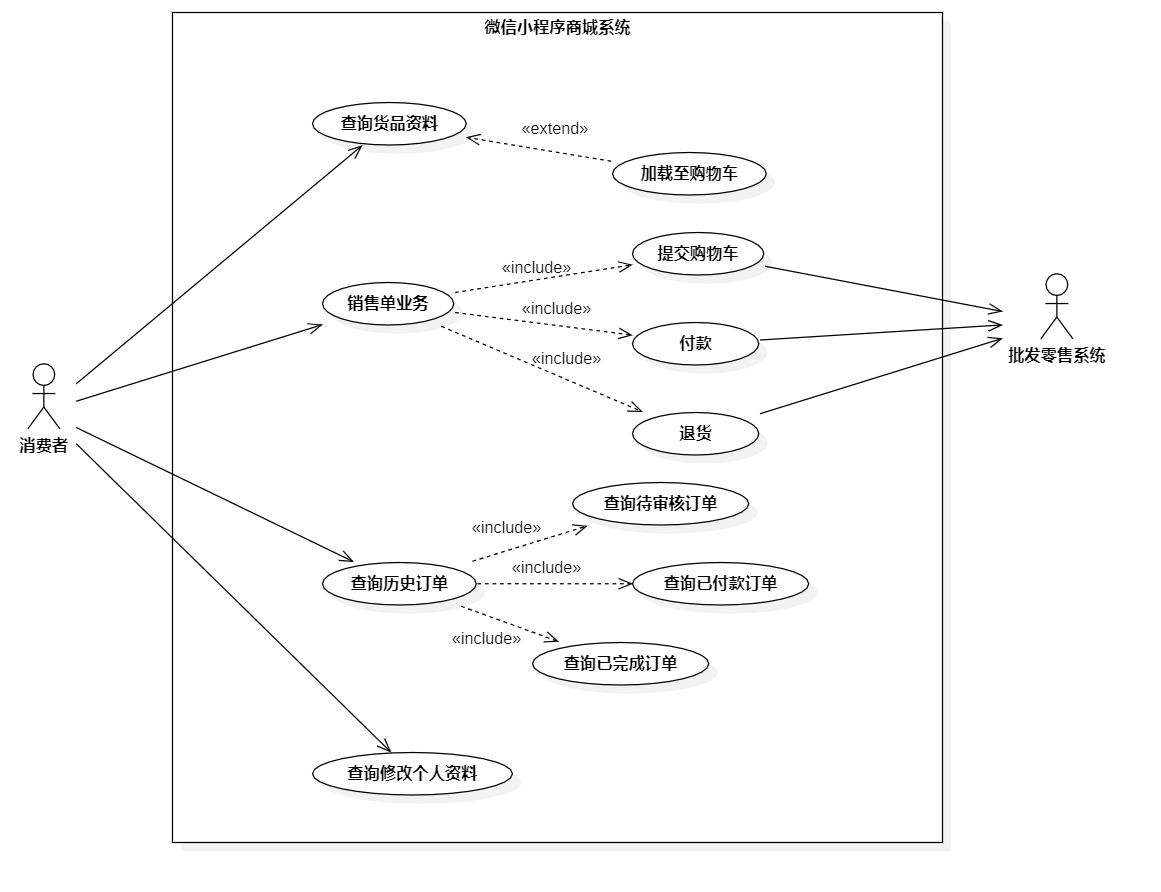 微信小程序商城系统
查询货品资料
«extend»
加载至购物车
提交购物车
«include»
销售单业务
«include»
付款
«include»
退货
批发零售系统
消费者
查询待审核订单
«include»
«include»
查询历史订单
查询已付款订单
«include»
查询已完成订单
查询修改个人资料